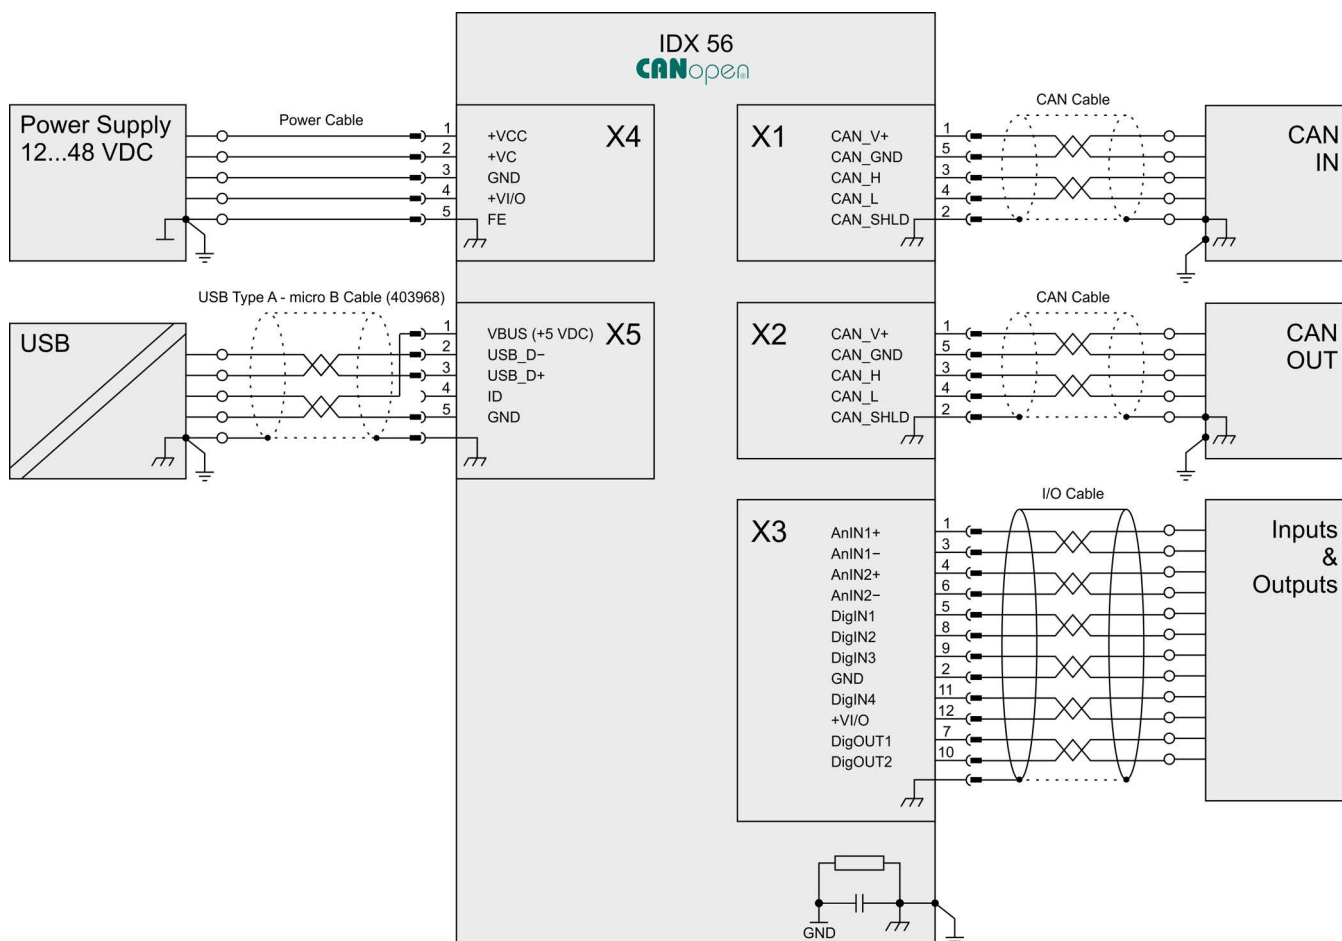 IDX 56
CANopen
Power Supply
12...48 VDC
Power Cable
X4
1 +VCC
2 +VC
3 GND
4 +VI/O
5 FE
USB
USB Type A - micro B Cable (403968)
X5
1 VBUS (+5 VDC)
2 USB_D−
3 USB_D+
4 ID
5 GND
X1
CAN_V+ 1
CAN_GND 5
CAN_H 3
CAN_L 4
CAN_SHLD 2
CAN Cable
CAN
IN
X2
CAN_V+ 1
CAN_GND 5
CAN_H 3
CAN_L 4
CAN_SHLD 2
CAN Cable
CAN
OUT
X3
AnIN1+ 1
AnIN1− 3
AnIN2+ 4
AnIN2− 6
DigIN1 5
DigIN2 8
DigIN3 9
GND 2
DigIN4 11
+VI/O 12
DigOUT1 7
DigOUT2 10
I/O Cable
Inputs
&
Outputs
GND